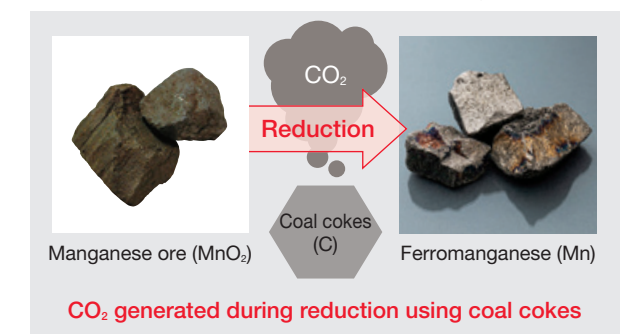 CO₂
Reduction
Coal cokes
(C)
Manganese ore (MnO₂)
Ferromanganese (Mn)
CO₂ generated during reduction using coal cokes